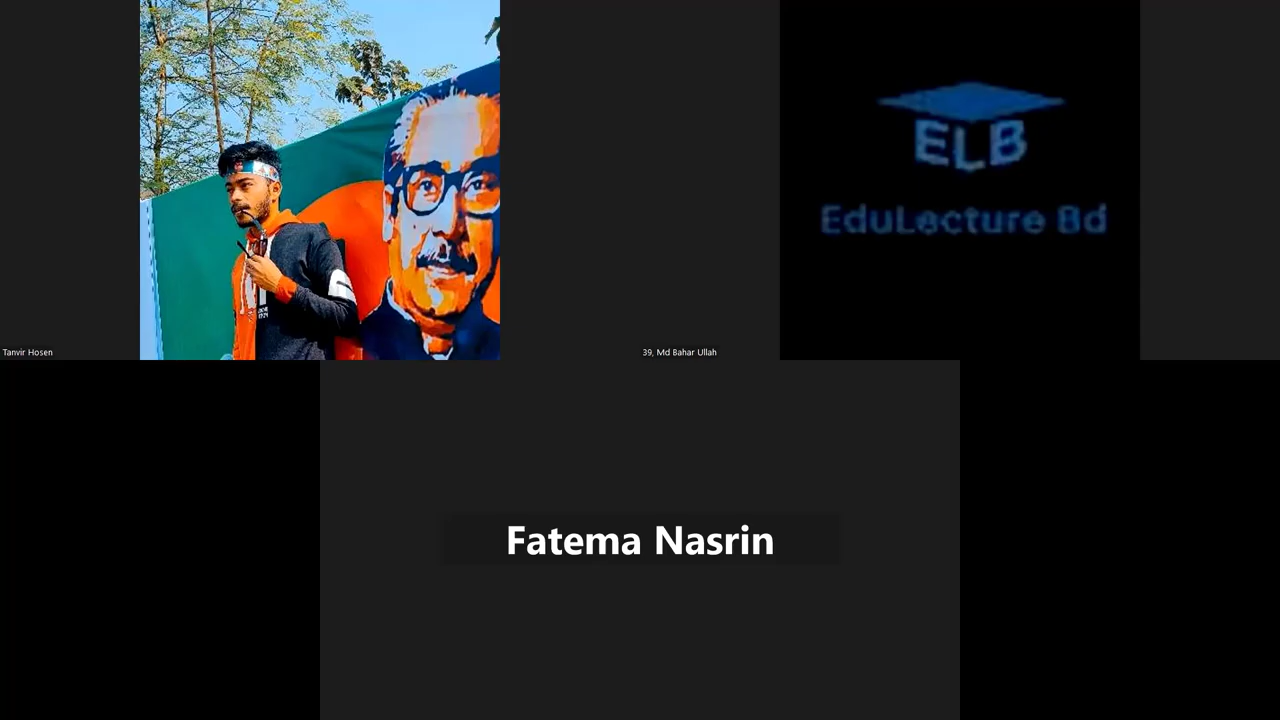 ELB
EduLecture Bd
Tanvir Hosen
39, Md Bahar Ullah
Fatema Nasrin